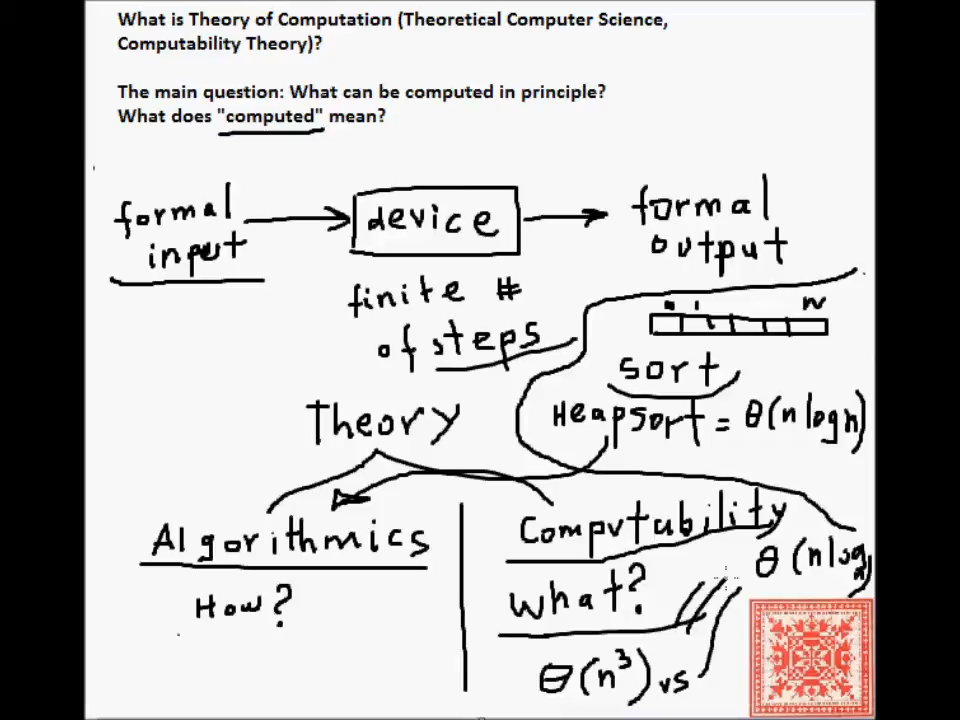 What is Theory of Computation (Theoretical Computer Science,
Computability Theory)?
The main question: What can be computed in principle?
What does "computed" mean?
formal
input
device
formal
output
finite #
of steps
n
sort
HeapSort = θ(n log n)
Theory
Algorithmics
Computability
How?
What?
θ(n log n)
θ(n³) vs